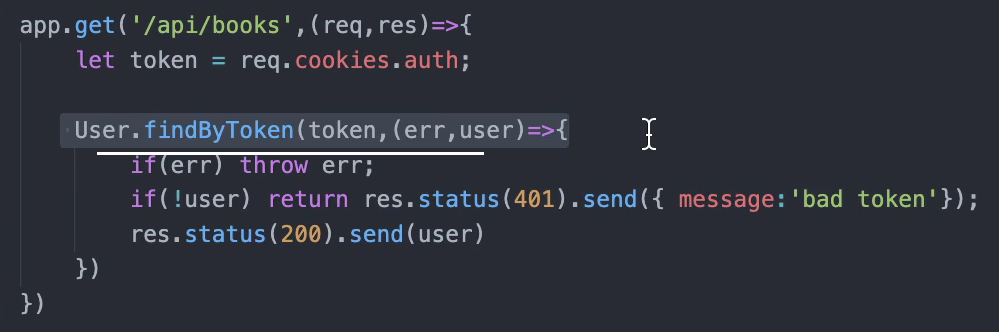 app.get('/api/books',(req,res)=>{
let token = req.cookies.auth;
User.findByToken(token,(err,user)=>{
if(err) throw err;
if(!user) return res.status(401).send({ message:'bad token'});
res.status(200).send(user)
})
})